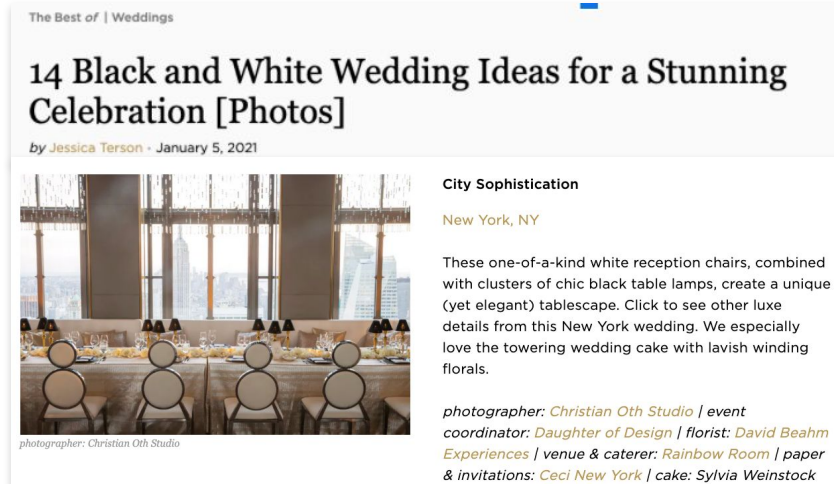 The Best of | Weddings
14 Black and White Wedding Ideas for a Stunning
Celebration [Photos]
by Jessica Terson · January 5, 2021
photographer: Christian Oth Studio
City Sophistication
New York, NY
These one-of-a-kind white reception chairs, combined
with clusters of chic black table lamps, create a unique
(yet elegant) tablescape. Click to see other luxe
details from this New York wedding. We especially
love the towering wedding cake with lavish winding
florals.
photographer: Christian Oth Studio | event
coordinator: Daughter of Design | florist: David Beahm
Experiences | venue & caterer: Rainbow Room | paper
& invitations: Ceci New York | cake: Sylvia Weinstock